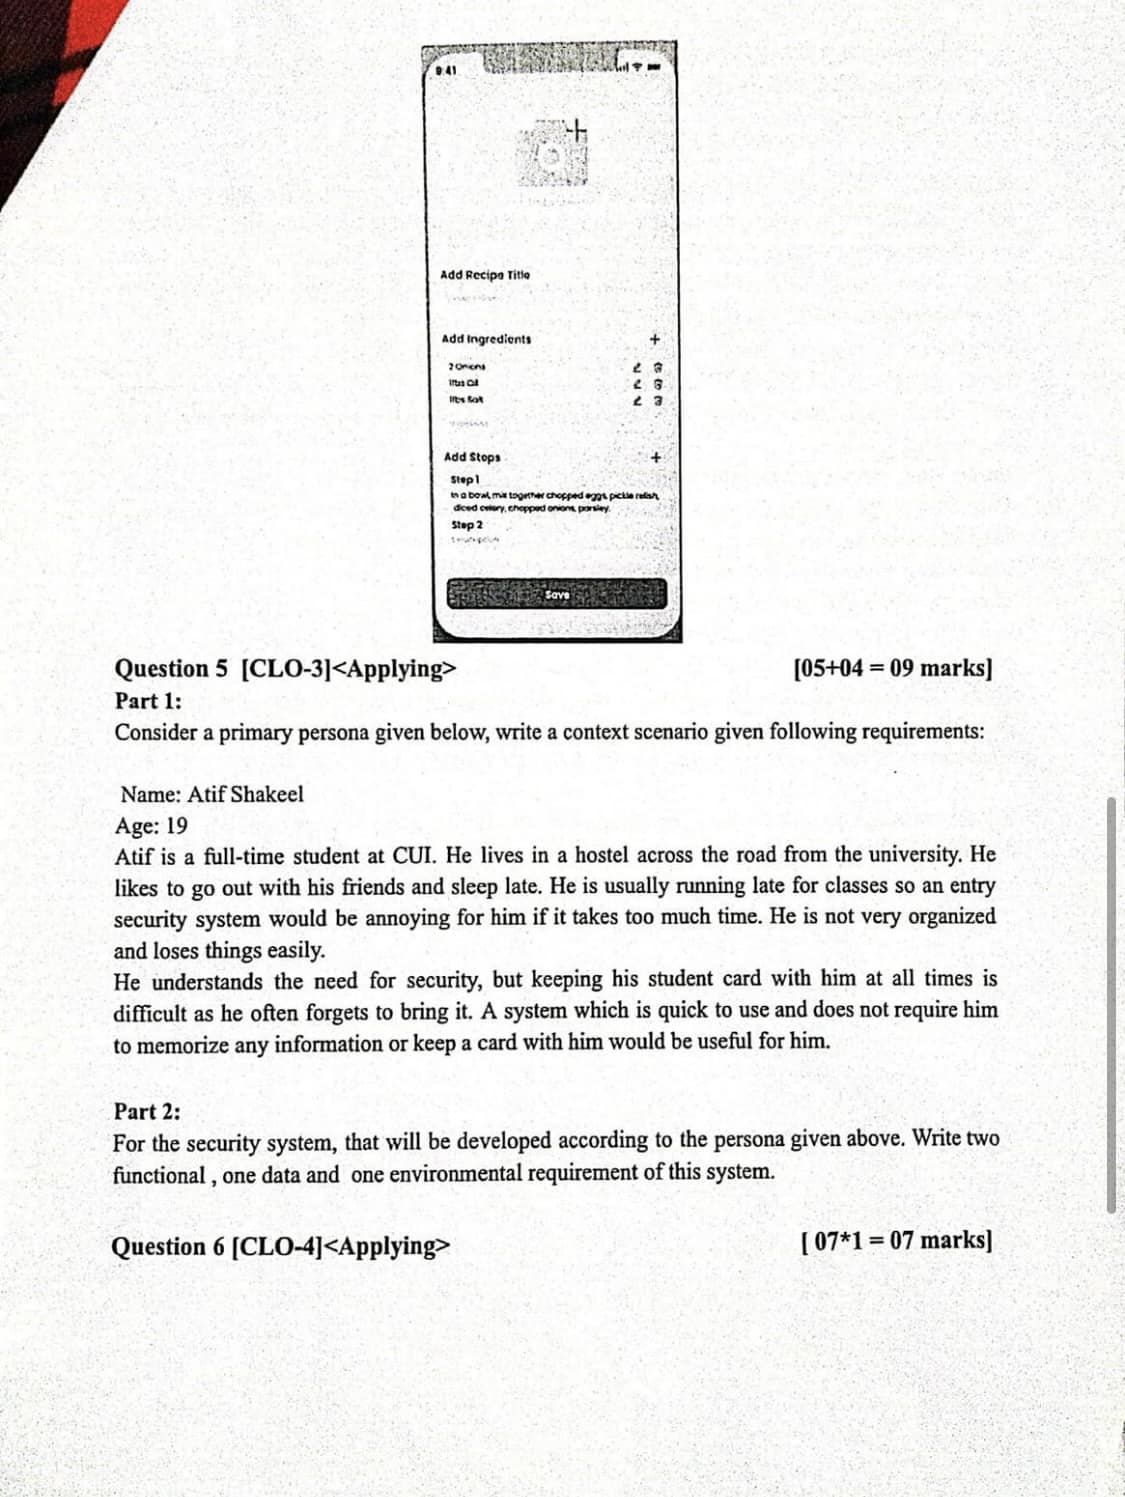 9:41
Add Recipe Title
Add Ingredients +
2 Onions
Add Steps +
Step 1
In a bowl, mix together chopped eggs, pickle relish,
diced celery, chopped onions, parsley.
Step 2
Save
Question 5 [CLO-3]<Applying> [05+04 = 09 marks]
Part 1:
Consider a primary persona given below, write a context scenario given following requirements:
Name: Atif Shakeel
Age: 19
Atif is a full-time student at CUI. He lives in a hostel across the road from the university. He
likes to go out with his friends and sleep late. He is usually running late for classes so an entry
security system would be annoying for him if it takes too much time. He is not very organized
and loses things easily.
He understands the need for security, but keeping his student card with him at all times is
difficult as he often forgets to bring it. A system which is quick to use and does not require him
to memorize any information or keep a card with him would be useful for him.
Part 2:
For the security system, that will be developed according to the persona given above. Write two
functional , one data and one environmental requirement of this system.
Question 6 [CLO-4]<Applying> [ 07*1 = 07 marks]